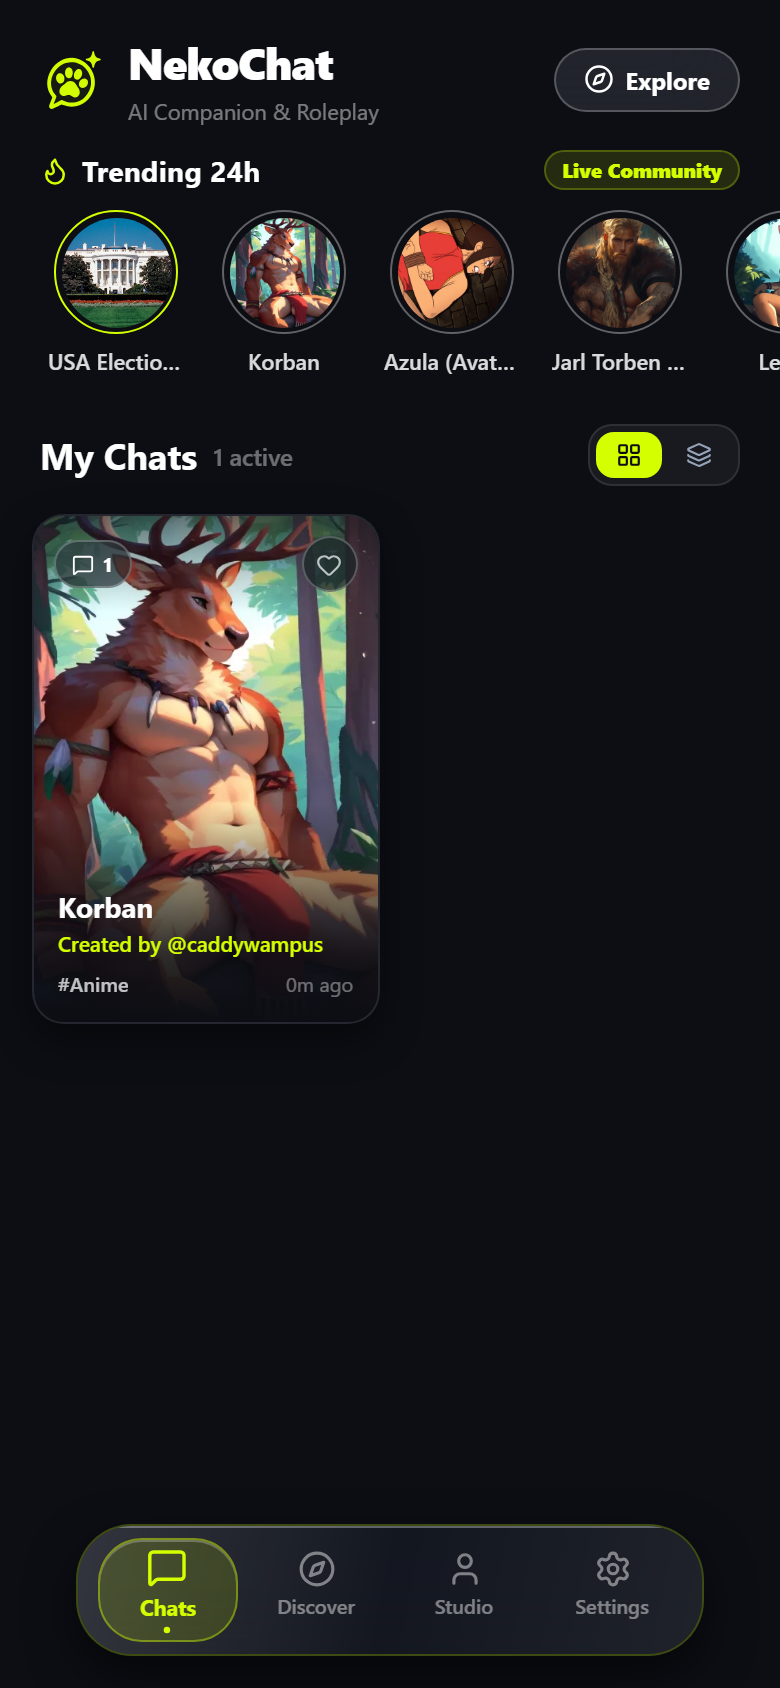 NekoChat
AI Companion & Roleplay
Explore
Trending 24h
Live Community
USA Electio...
Korban
Azula (Avat...
Jarl Torben ...
Le
My Chats
1 active
1
Korban
Created by @caddywampus
#Anime
0m ago
Chats
Discover
Studio
Settings